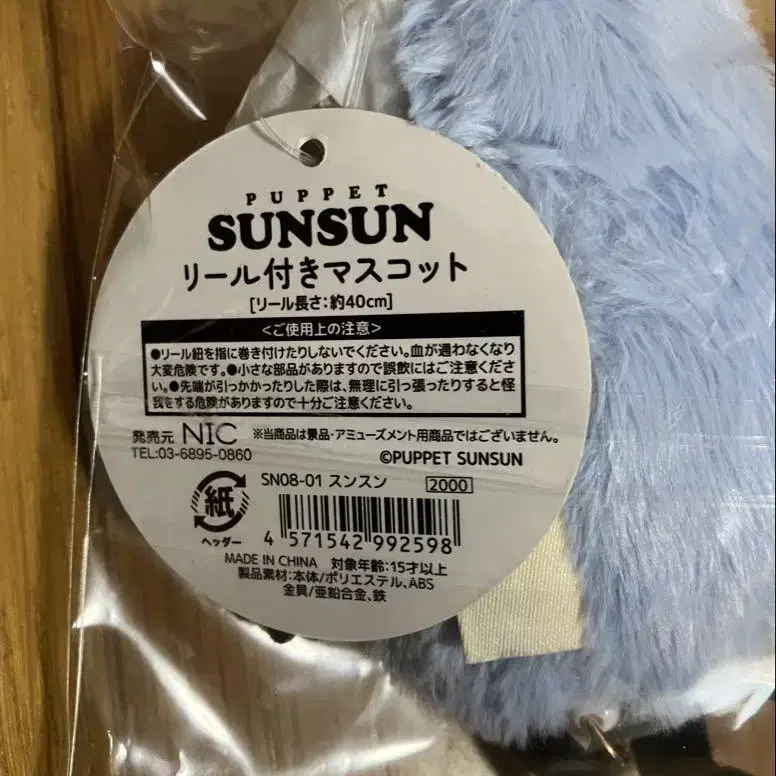 PUPPET
SUNSUN
リール付きマスコット
[リール長さ:約40cm]
<ご使用上の注意>
●リール紐を指に巻き付けたりしないでください。血が通わなくなり
大変危険です。●小さな部品がありますので誤飲にはご注意くださ
い。●先端が引っかかったりした際は、無理に引っ張ったりすると怪
我をする危険がありますので十分ご注意ください。
発売元 NIC ※当商品は景品・アミューズメント用商品ではございません。
TEL:03-6895-0860 ©PUPPET SUNSUN
SN08-01 スンスン 2000
紙
ヘッダー
4 571542 992598
MADE IN CHINA 対象年齢:15才以上
製品素材:本体/ポリエステル、ABS
金具/亜鉛合金、鉄